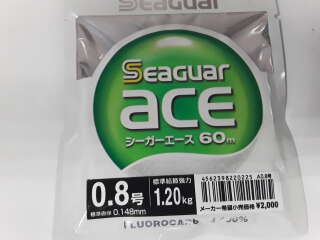 Seaguar
ace
シーガーエース 60m
0.8号
標準直径 0.148mm
標準結節強力
1.20kg
4562398220225
メーカー希望小売価格 ¥2,000